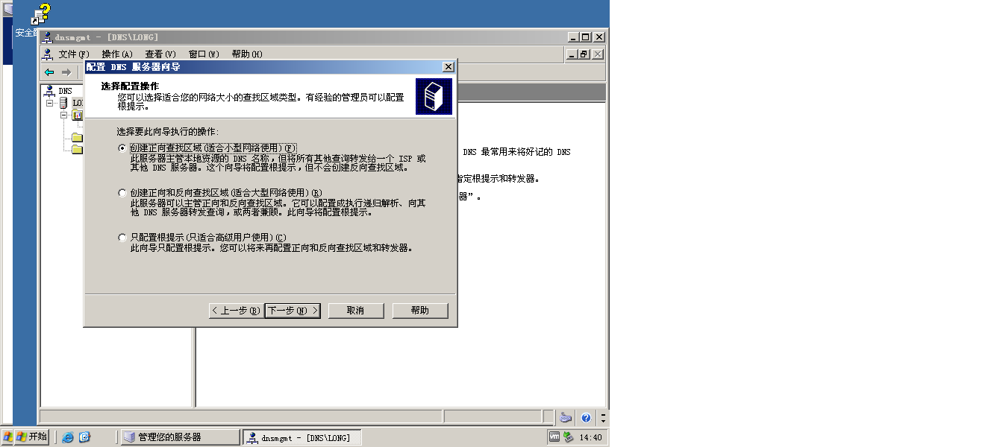 安全
dnsmgmt - [DNS\LONG]
文件(F) 操作(A) 查看(V) 窗口(W) 帮助(H)
配置 DNS 服务器向导
DNS
选择配置操作
您可以选择适合您的网络大小的查找区域类型。有经验的管理员可以配置
根提示。
选择要此向导执行的操作:
创建正向查找区域(适合小型网络使用)(F)
此服务器主管本地资源的 DNS 名称,但将所有其他查询转发给一个 ISP 或
其他 DNS 服务器。这个向导将配置根提示,但不会创建反向查找区域。
创建正向和反向查找区域(适合大型网络使用)(R)
此服务器可以主管正向和反向查找区域。它可以配置成执行递归解析、向其
他 DNS 服务器转发查询,或两者兼顾。此向导将配置根提示。
只配置根提示(只适合高级用户使用)(C)
此向导只配置根提示。您可以将来再配置正向和反向查找区域和转发器。
< 上一步(B) 下一步(N) > 取消 帮助
DNS 最常用来将好记的 DNS
指定根提示和转发器。
器”。
开始 管理您的服务器 dnsmgmt - [DNS\LONG] 14:40